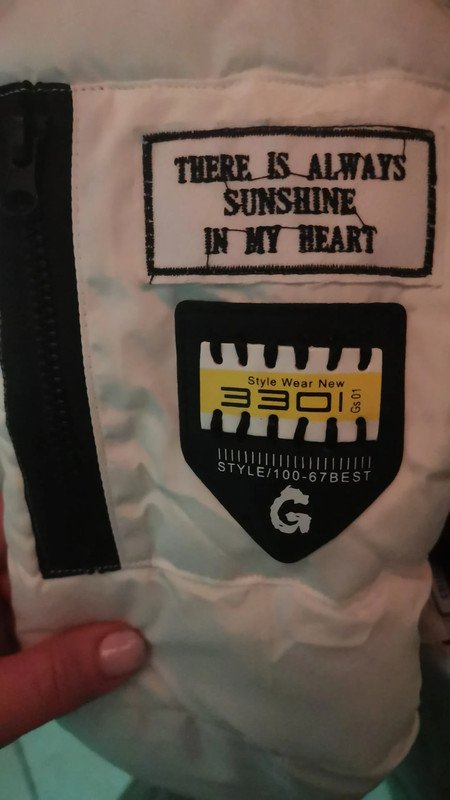 THERE IS ALWAYS
SUNSHINE
IN MY HEART
Style Wear New
3301
Gs 01
STYLE/100-67BEST
G